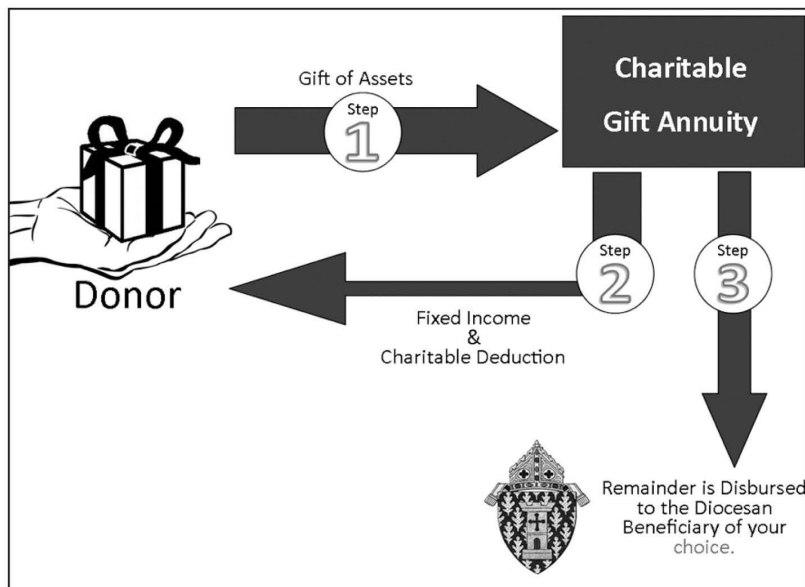 Gift of Assets
Step
1
Charitable
Gift Annuity
Donor
Step
2
Step
3
Fixed Income
&
Charitable Deduction
Remainder is Disbursed
to the Diocesan
Beneficiary of your
choice.